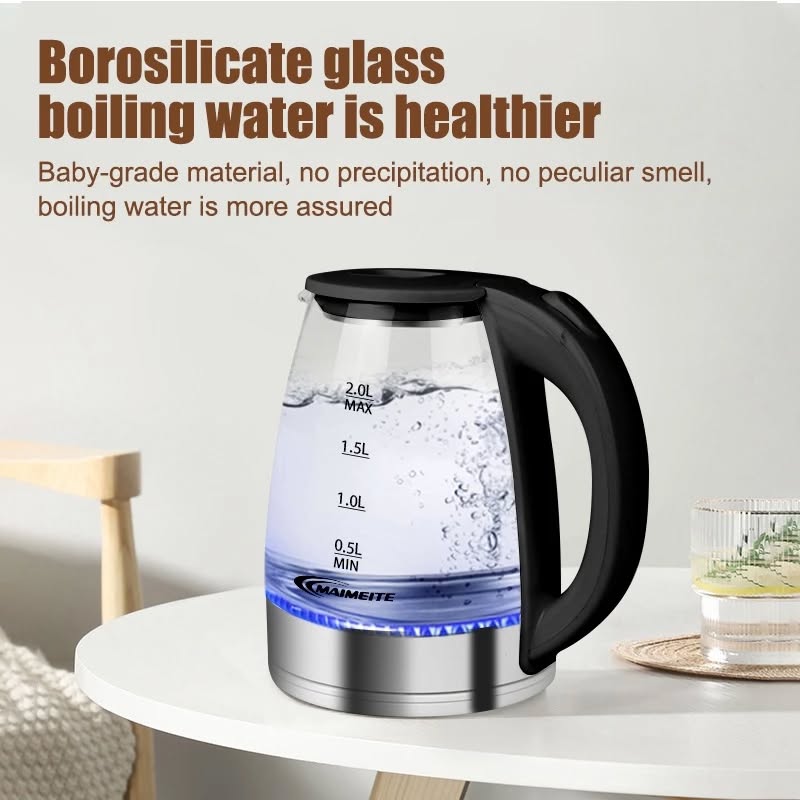 Borosilicate glass
boiling water is healthier
Baby-grade material, no precipitation, no peculiar smell,
boiling water is more assured
2.0L
MAX
1.5L
1.0L
0.5L
MIN
MAIMEITE